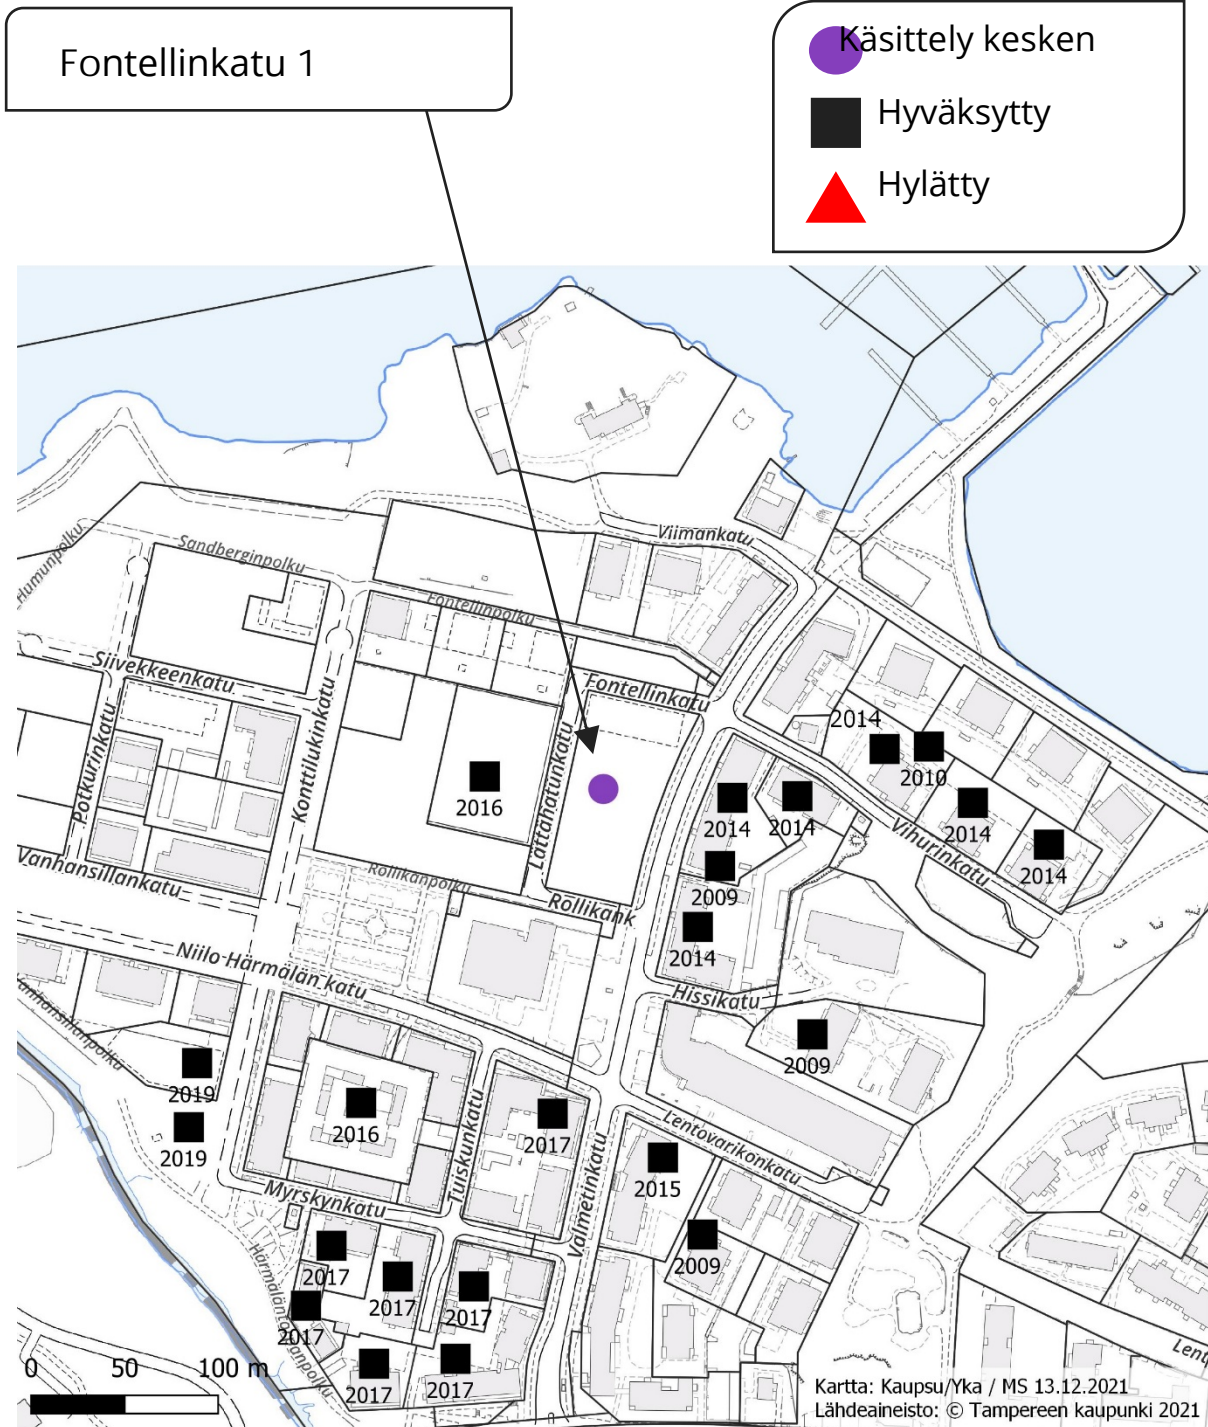 Fontellinkatu 1
Käsittely kesken
Hyväksytty
Hylätty
Viimankatu
Humunpolku
Sandberginpolku
Fontellinpolku
Siivekkeenkatu
Fontellinkatu
Potkurinkatu
Konttilukinkatu
Lättähatunkatu
2014
2010
2016
2014
2014
2014
Vihurinkatu
2014
Vanhansillankatu
Rollikanpolku
2009
Rollikank
2014
Niilo Härmälän katu
Hissikatu
anhansillanpolku
2009
2019
2016
2017
2019
Tuiskunkatu
Lentovarikonkatu
2015
Myrskynkatu
Valmetinkatu
2009
2017
2017
2017
2017
2017
2017
Lent
0 50 100 m
Kartta: Kaupsu/Yka / MS 13.12.2021
Lähdeaineisto: © Tampereen kaupunki 2021